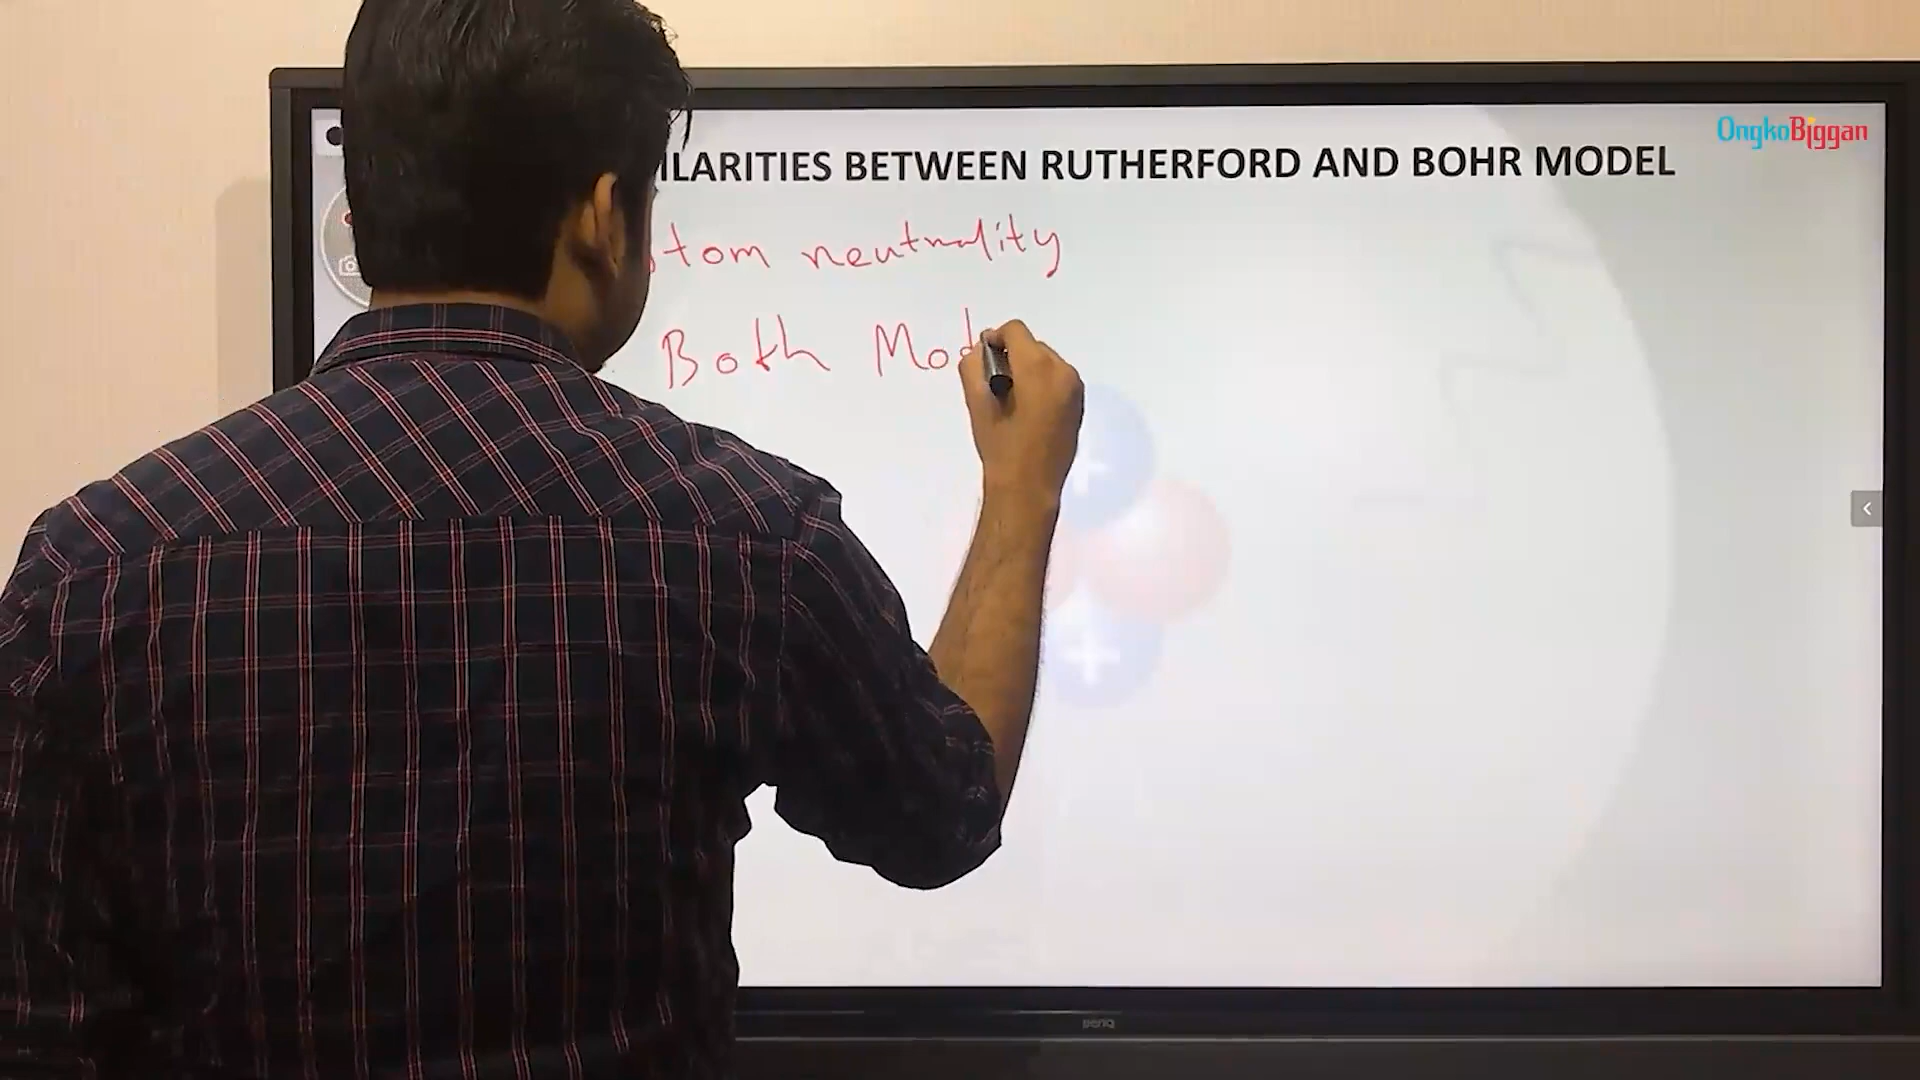 OngkoBiggan
ILARITIES BETWEEN RUTHERFORD AND BOHR MODEL
tom neutrality
Both Mod
BenQ